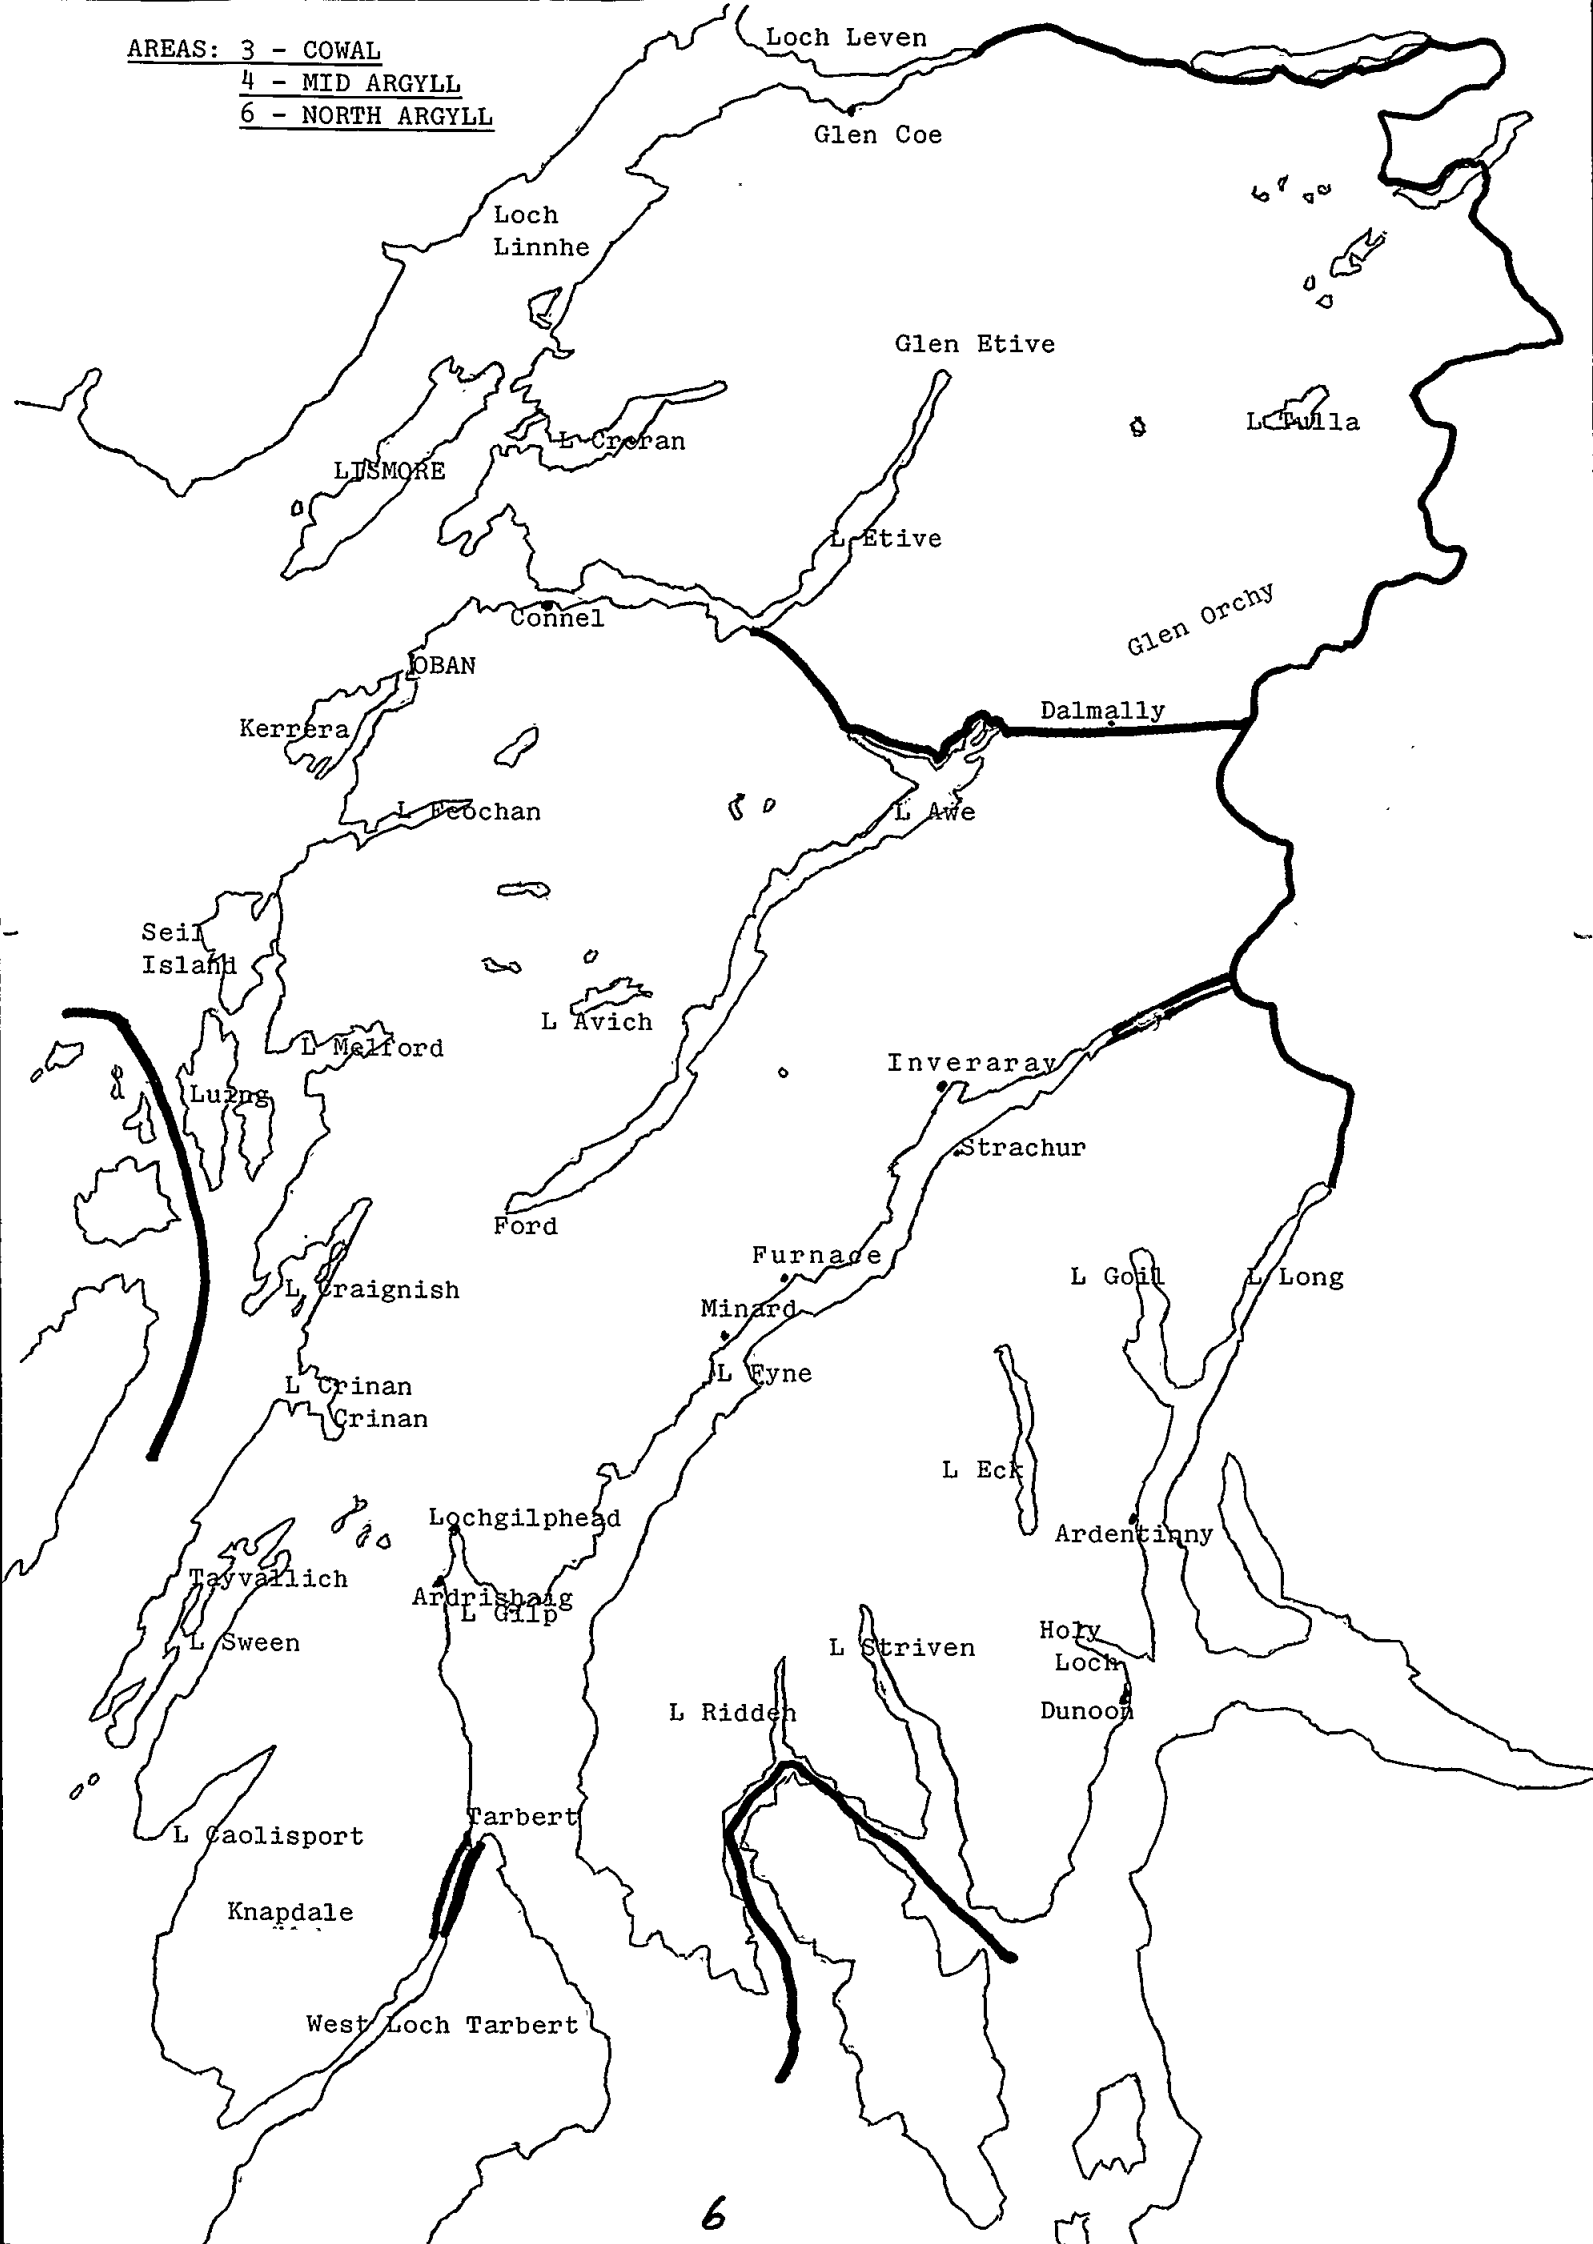 AREAS: 3 - COWAL
4 - MID ARGYLL
6 - NORTH ARGYLL
Loch Leven
Glen Coe
Loch
Linnhe
Glen Etive
L Tulla
L Creran
LISMORE
L Etive
Connel
Glen Orchy
OBAN
Dalmally
Kerrera
L Feochan
L Awe
Seil
Island
L Avich
L Melford
Inveraray
Luing
Strachur
Ford
Furnace
L Goil
L Long
L Craignish
Minard
L Fyne
L Crinan
Crinan
L Eck
Lochgilphead
Ardentinny
Tayvallich
Ardrishaig
L Gilp
Holy
Loch
L Sween
L Striven
Dunoon
L Ridden
Tarbert
L Caolisport
Knapdale
West Loch Tarbert
6